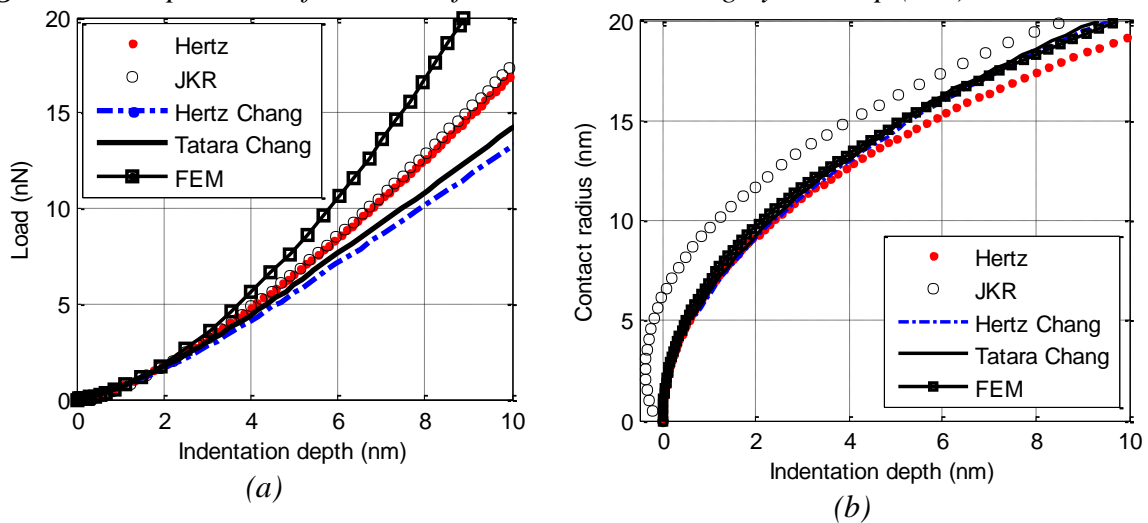 20
15
10
5
0
Load (nN)
Hertz
JKR
Hertz Chang
Tatara Chang
FEM
0 2 4 6 8 10
Indentation depth (nm)
(a)
20
15
10
5
0
Contact radius (nm)
Hertz
JKR
Hertz Chang
Tatara Chang
FEM
0 2 4 6 8 10
Indentation depth (nm)
(b)